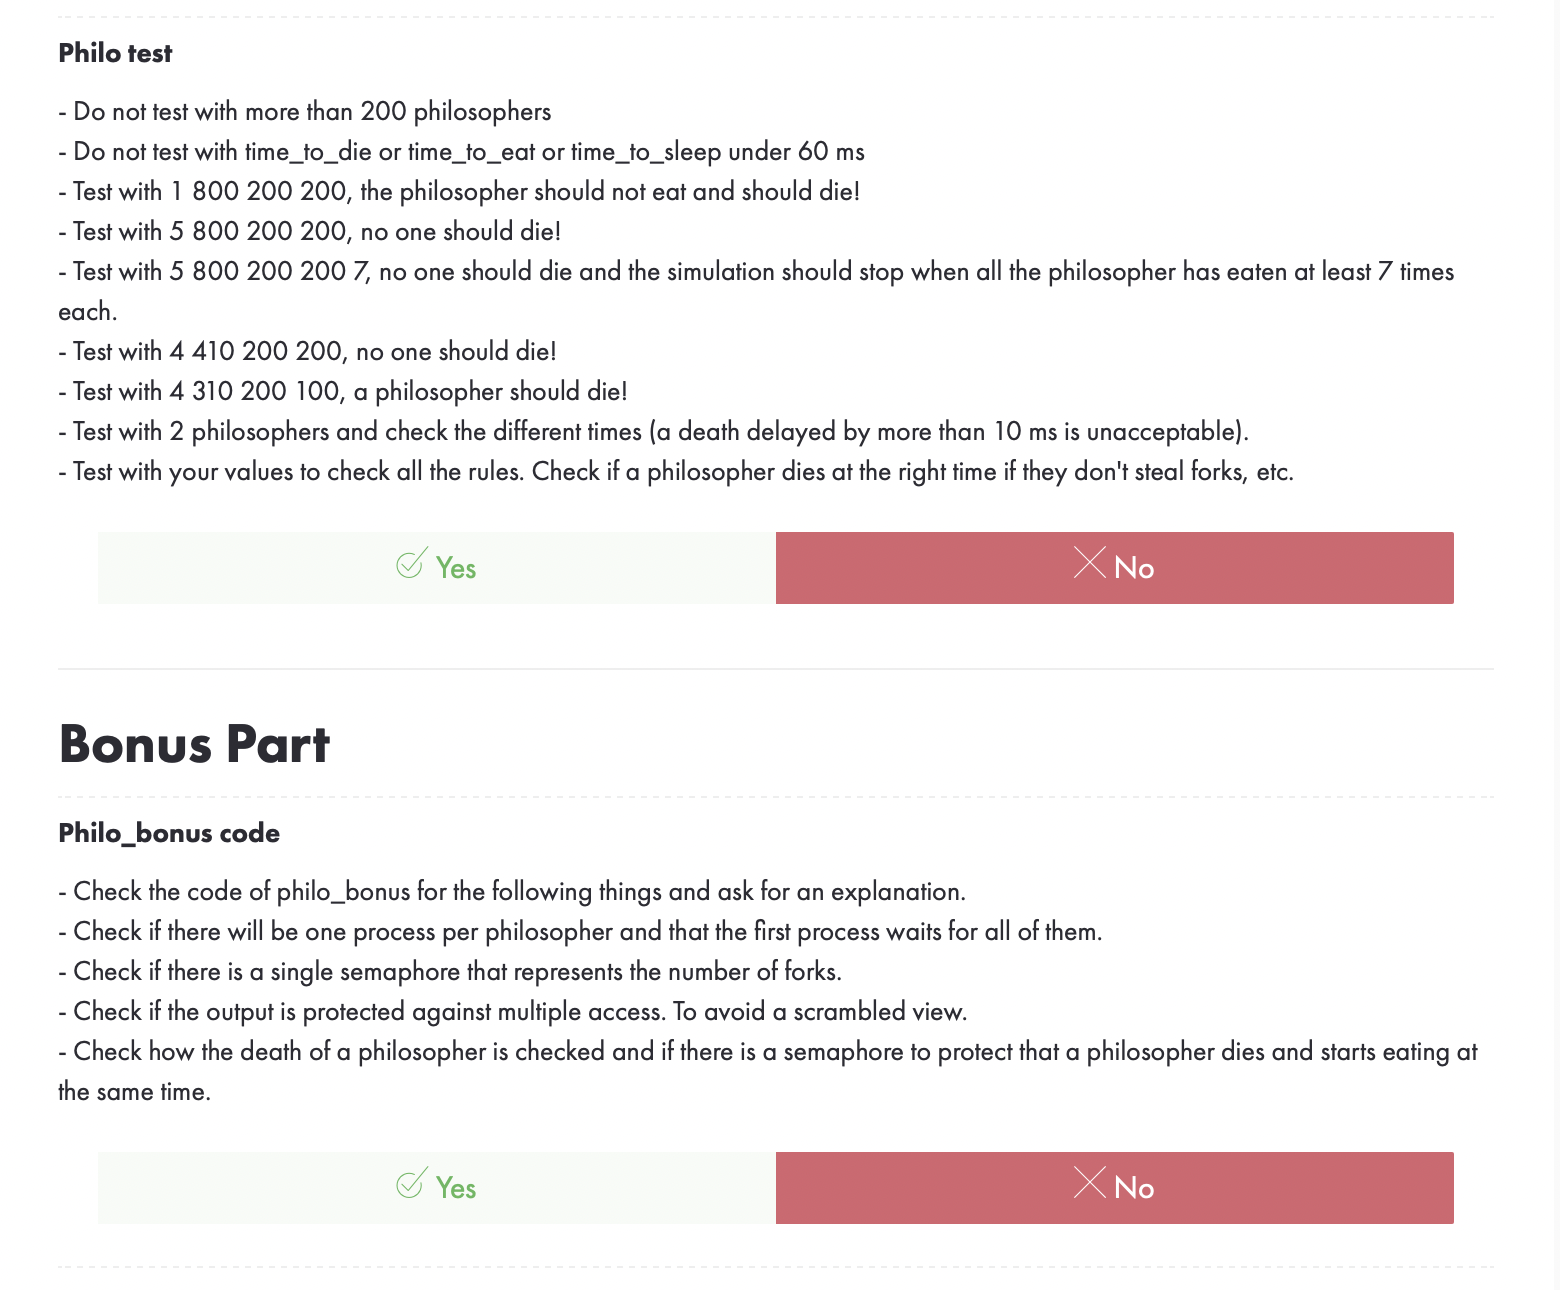 Philo test
- Do not test with more than 200 philosophers
- Do not test with time_to_die or time_to_eat or time_to_sleep under 60 ms
- Test with 1 800 200 200, the philosopher should not eat and should die!
- Test with 5 800 200 200, no one should die!
- Test with 5 800 200 200 7, no one should die and the simulation should stop when all the philosopher has eaten at least 7 times
each.
- Test with 4 410 200 200, no one should die!
- Test with 4 310 200 100, a philosopher should die!
- Test with 2 philosophers and check the different times (a death delayed by more than 10 ms is unacceptable).
- Test with your values to check all the rules. Check if a philosopher dies at the right time if they don't steal forks, etc.
Yes
No
Bonus Part
Philo_bonus code
- Check the code of philo_bonus for the following things and ask for an explanation.
- Check if there will be one process per philosopher and that the first process waits for all of them.
- Check if there is a single semaphore that represents the number of forks.
- Check if the output is protected against multiple access. To avoid a scrambled view.
- Check how the death of a philosopher is checked and if there is a semaphore to protect that a philosopher dies and starts eating at
the same time.
Yes
No